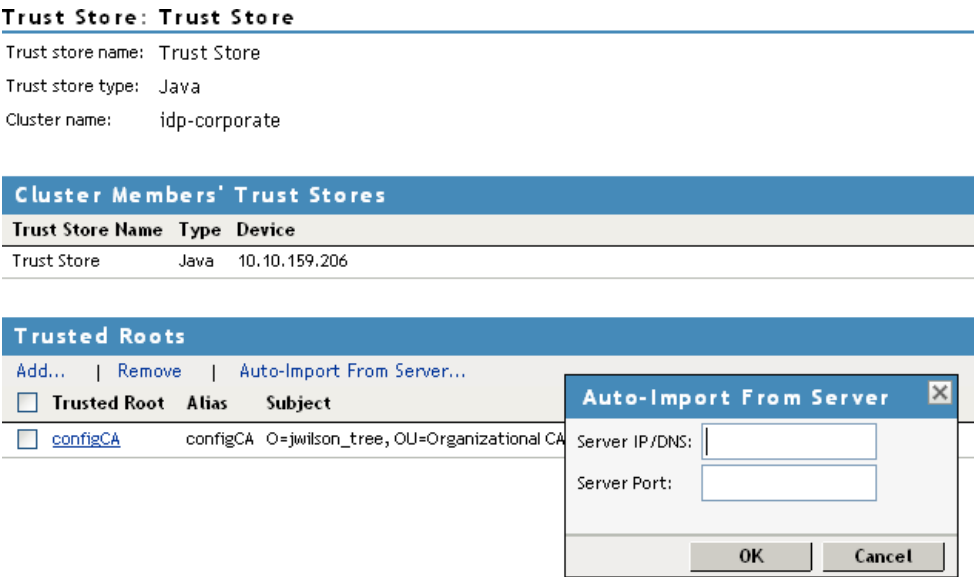 Trust Store: Trust Store
Trust store name: Trust Store
Trust store type: Java
Cluster name: idp-corporate
Cluster Members' Trust Stores
Trust Store Name Type Device
Trust Store Java 10.10.159.206
Trusted Roots
Add... | Remove | Auto-Import From Server...
Trusted Root Alias Subject
configCA configCA O=jwilson_tree, OU=Organizational CA
Auto-Import From Server
Server IP/DNS:
Server Port:
OK Cancel